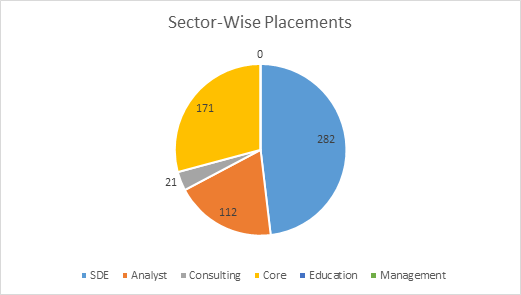 Sector-Wise Placements
0
171
282
21
112
SDE Analyst Consulting Core Education Management